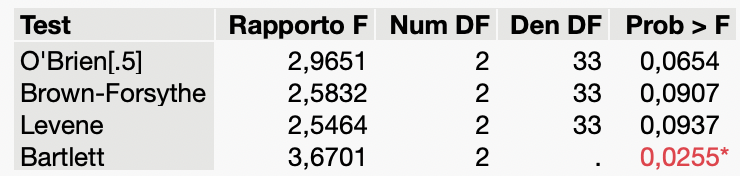 Test Rapporto F Num DF Den DF Prob > F
O'Brien[.5] 2,9651 2 33 0,0654
Brown-Forsythe 2,5832 2 33 0,0907
Levene 2,5464 2 33 0,0937
Bartlett 3,6701 2 . 0,0255*